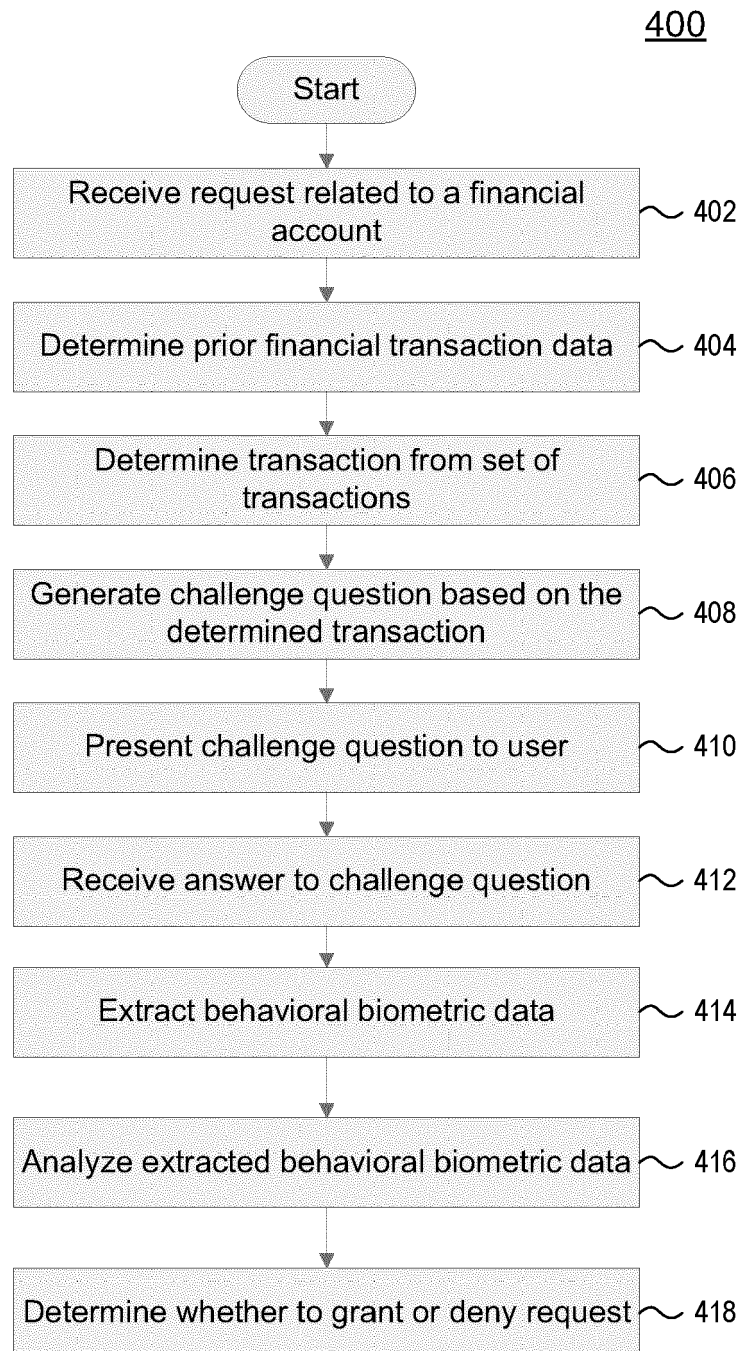 400
Start
Receive request related to a financial
account
402
Determine prior financial transaction data
404
Determine transaction from set of
transactions
406
Generate challenge question based on the
determined transaction
408
Present challenge question to user
410
Receive answer to challenge question
412
Extract behavioral biometric data
414
Analyze extracted behavioral biometric data
416
Determine whether to grant or deny request
418